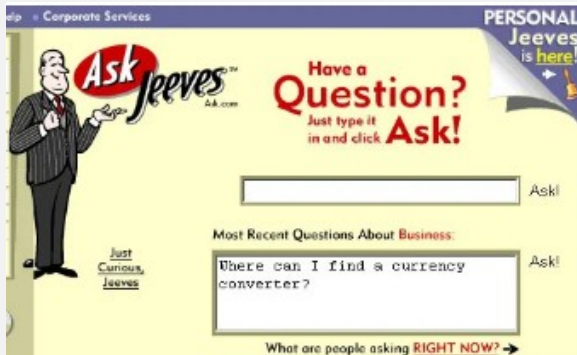 elp Corporate Services
PERSONAL
Jeeves
is here!
Ask Jeeves™
Ask.com
Have a
Question?
Just type it
in and click Ask!
Ask!
Most Recent Questions About Business:
Where can I find a currency
converter?
Ask!
Just
Curious,
Jeeves
What are people asking RIGHT NOW?